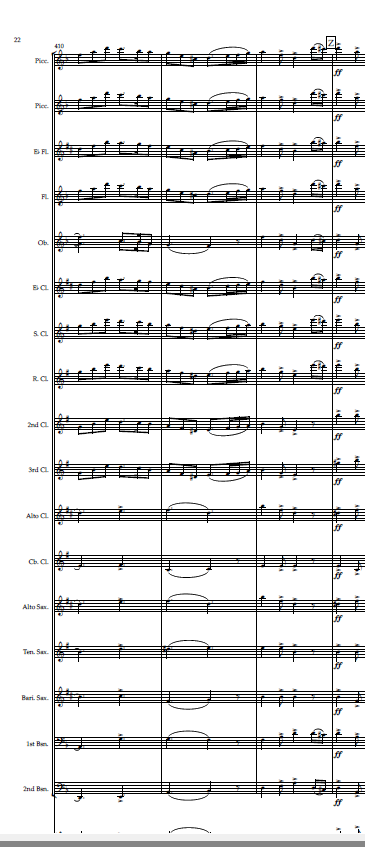 22
410
Z
Picc.
ff
Picc.
ff
E♭ Fl.
ff
Fl.
ff
Ob.
ff
E♭ Cl.
ff
S. Cl.
ff
R. Cl.
ff
2nd Cl.
ff
3rd Cl.
ff
Alto Cl.
ff
Cb. Cl.
ff
Alto Sax.
ff
Ten. Sax.
ff
Bari. Sax.
ff
1st Bsn.
ff
2nd Bsn.
ff